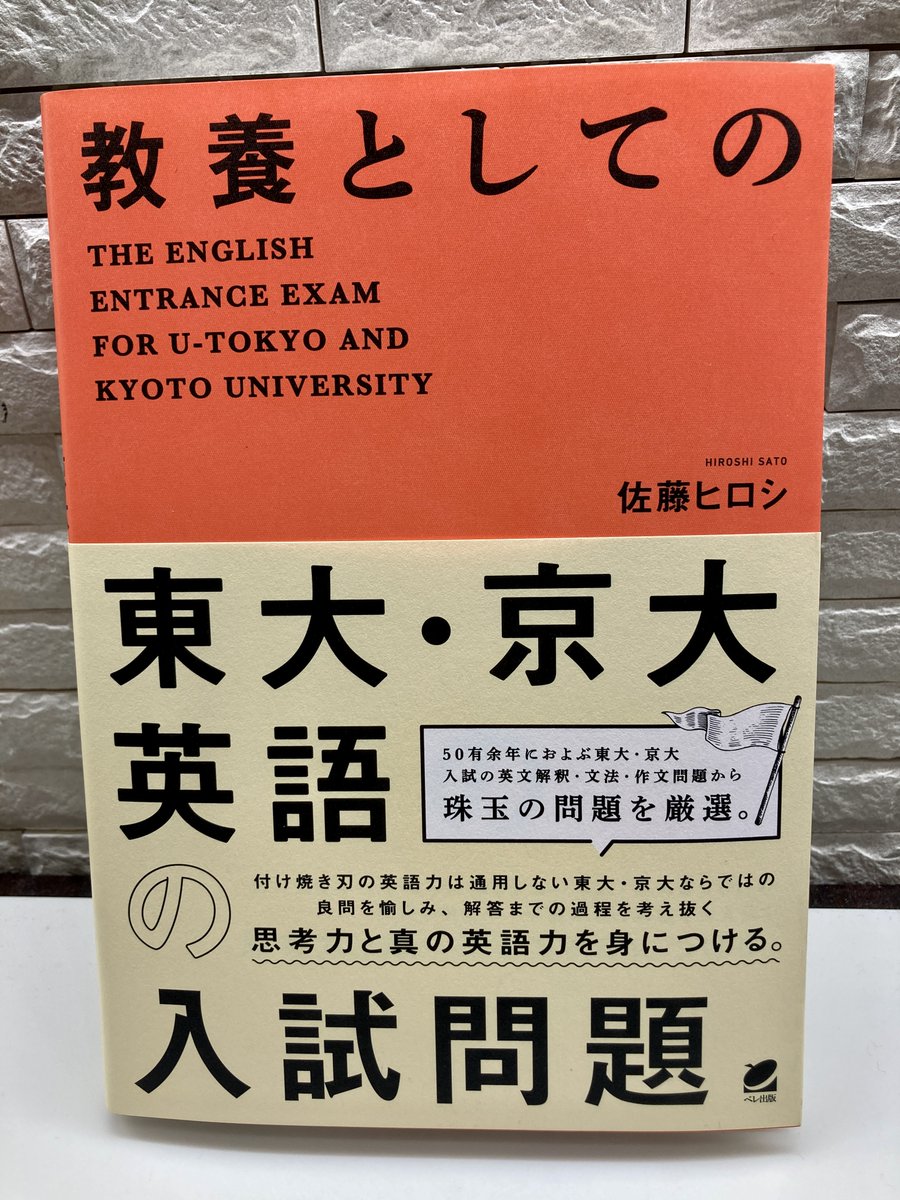 教養としての
THE ENGLISH
ENTRANCE EXAM
FOR U-TOKYO AND
KYOTO UNIVERSITY
HIROSHI SATO
佐藤ヒロシ
東大・京大
英語
50有余年におよぶ東大・京大
入試の英文解釈・文法・作文問題から
珠玉の問題を厳選。
の
付け焼き刃の英語力は通用しない東大・京大ならではの
良問を愉しみ、解答までの過程を考え抜く
思考力と真の英語力を身につける。
入試問題
ベレ出版